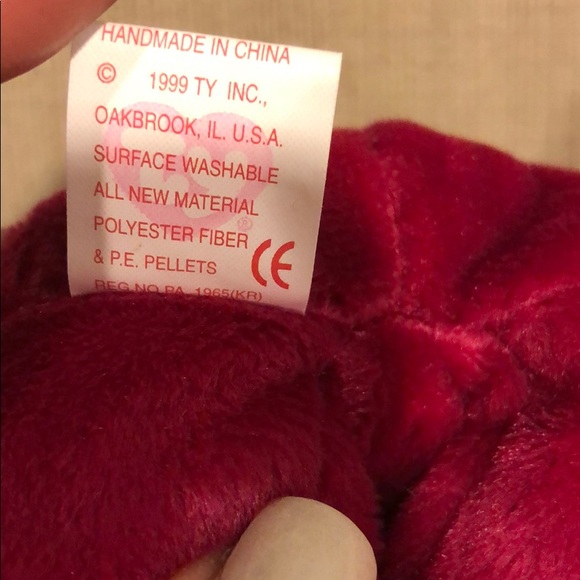 HANDMADE IN CHINA
© 1999 TY INC.,
OAKBROOK, IL. U.S.A.
SURFACE WASHABLE
ALL NEW MATERIAL
POLYESTER FIBER ®
& P.E. PELLETS CE
REG.NO.PA. 1965(KR)